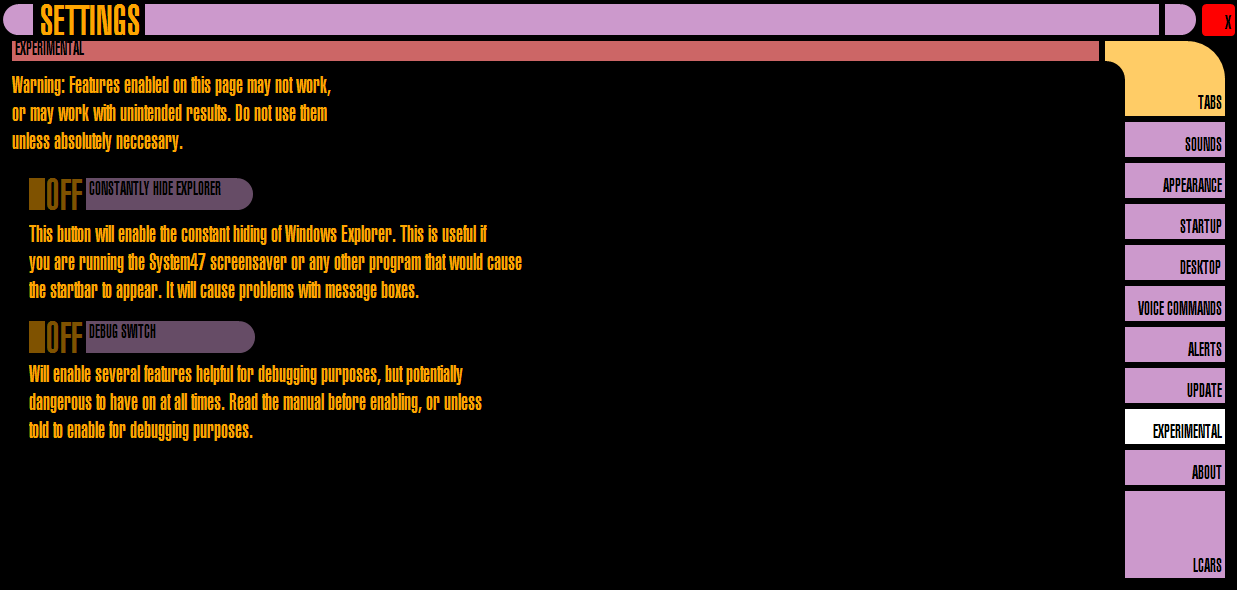 SETTINGS
X
EXPERIMENTAL
Warning: Features enabled on this page may not work,
or may work with unintended results. Do not use them
unless absolutely neccesary.
OFF CONSTANTLY HIDE EXPLORER
This button will enable the constant hiding of Windows Explorer. This is useful if
you are running the System47 screensaver or any other program that would cause
the startbar to appear. It will cause problems with message boxes.
OFF DEBUG SWITCH
Will enable several features helpful for debugging purposes, but potentially
dangerous to have on at all times. Read the manual before enabling, or unless
told to enable for debugging purposes.
TABS
SOUNDS
APPEARANCE
STARTUP
DESKTOP
VOICE COMMANDS
ALERTS
UPDATE
EXPERIMENTAL
ABOUT
LCARS